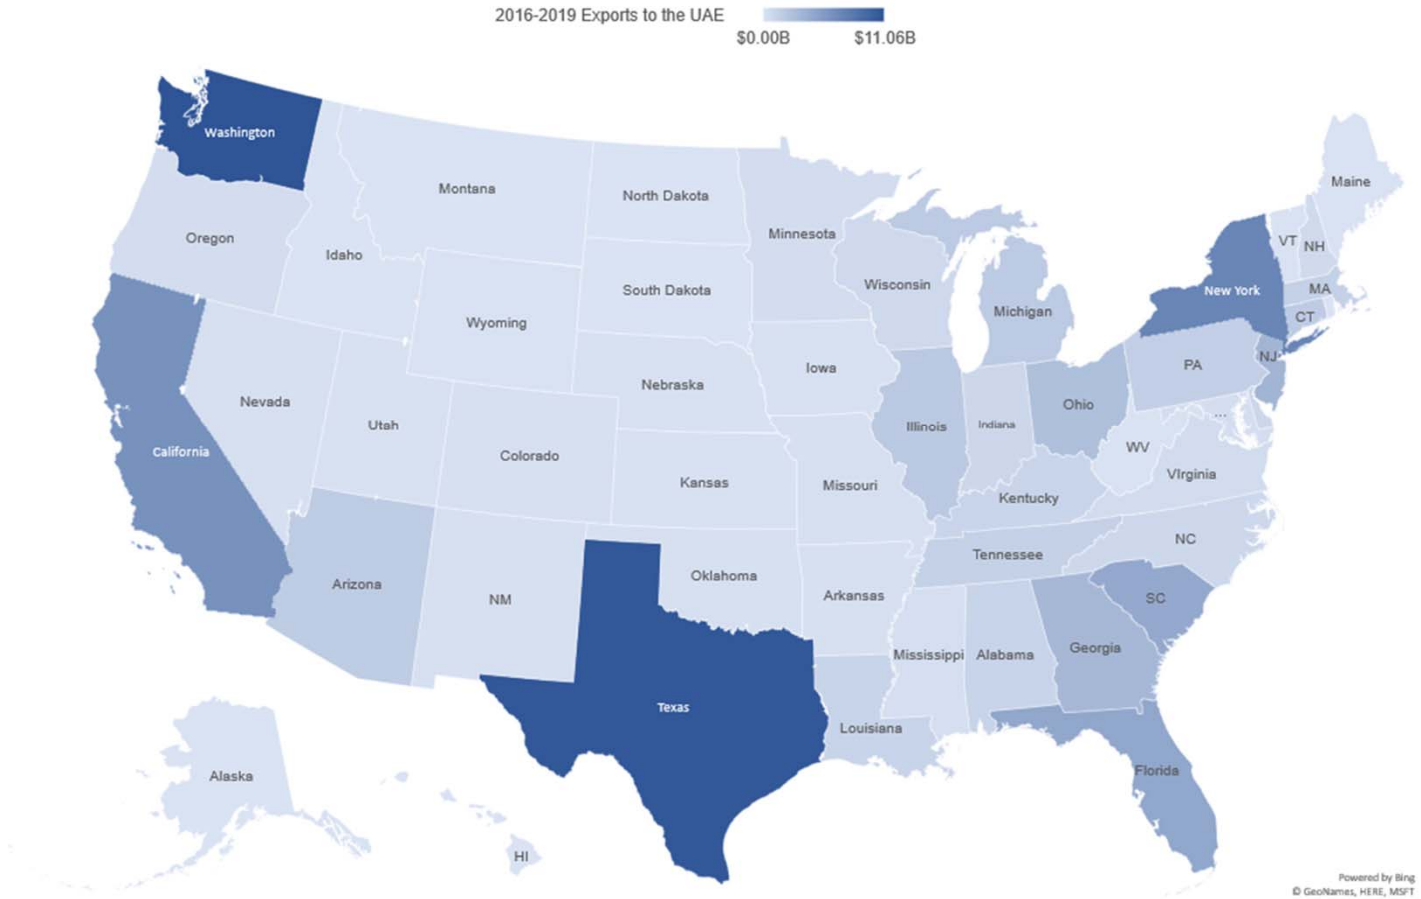 2016-2019 Exports to the UAE
$0.00B
$11.06B
Washington
Montana
North Dakota
Minnesota
Maine
Oregon
Idaho
VT
NH
South Dakota
Wisconsin
Michigan
New York
MA
CT
Wyoming
Iowa
PA
NJ
Nebraska
Nevada
Utah
Illinois
Indiana
Ohio
...
California
Colorado
WV
Virginia
Kansas
Missouri
Kentucky
Arizona
NM
Oklahoma
Arkansas
Tennessee
NC
SC
Mississippi
Alabama
Georgia
Texas
Louisiana
Florida
Alaska
HI
Powered by Bing
© GeoNames, HERE, MSFT